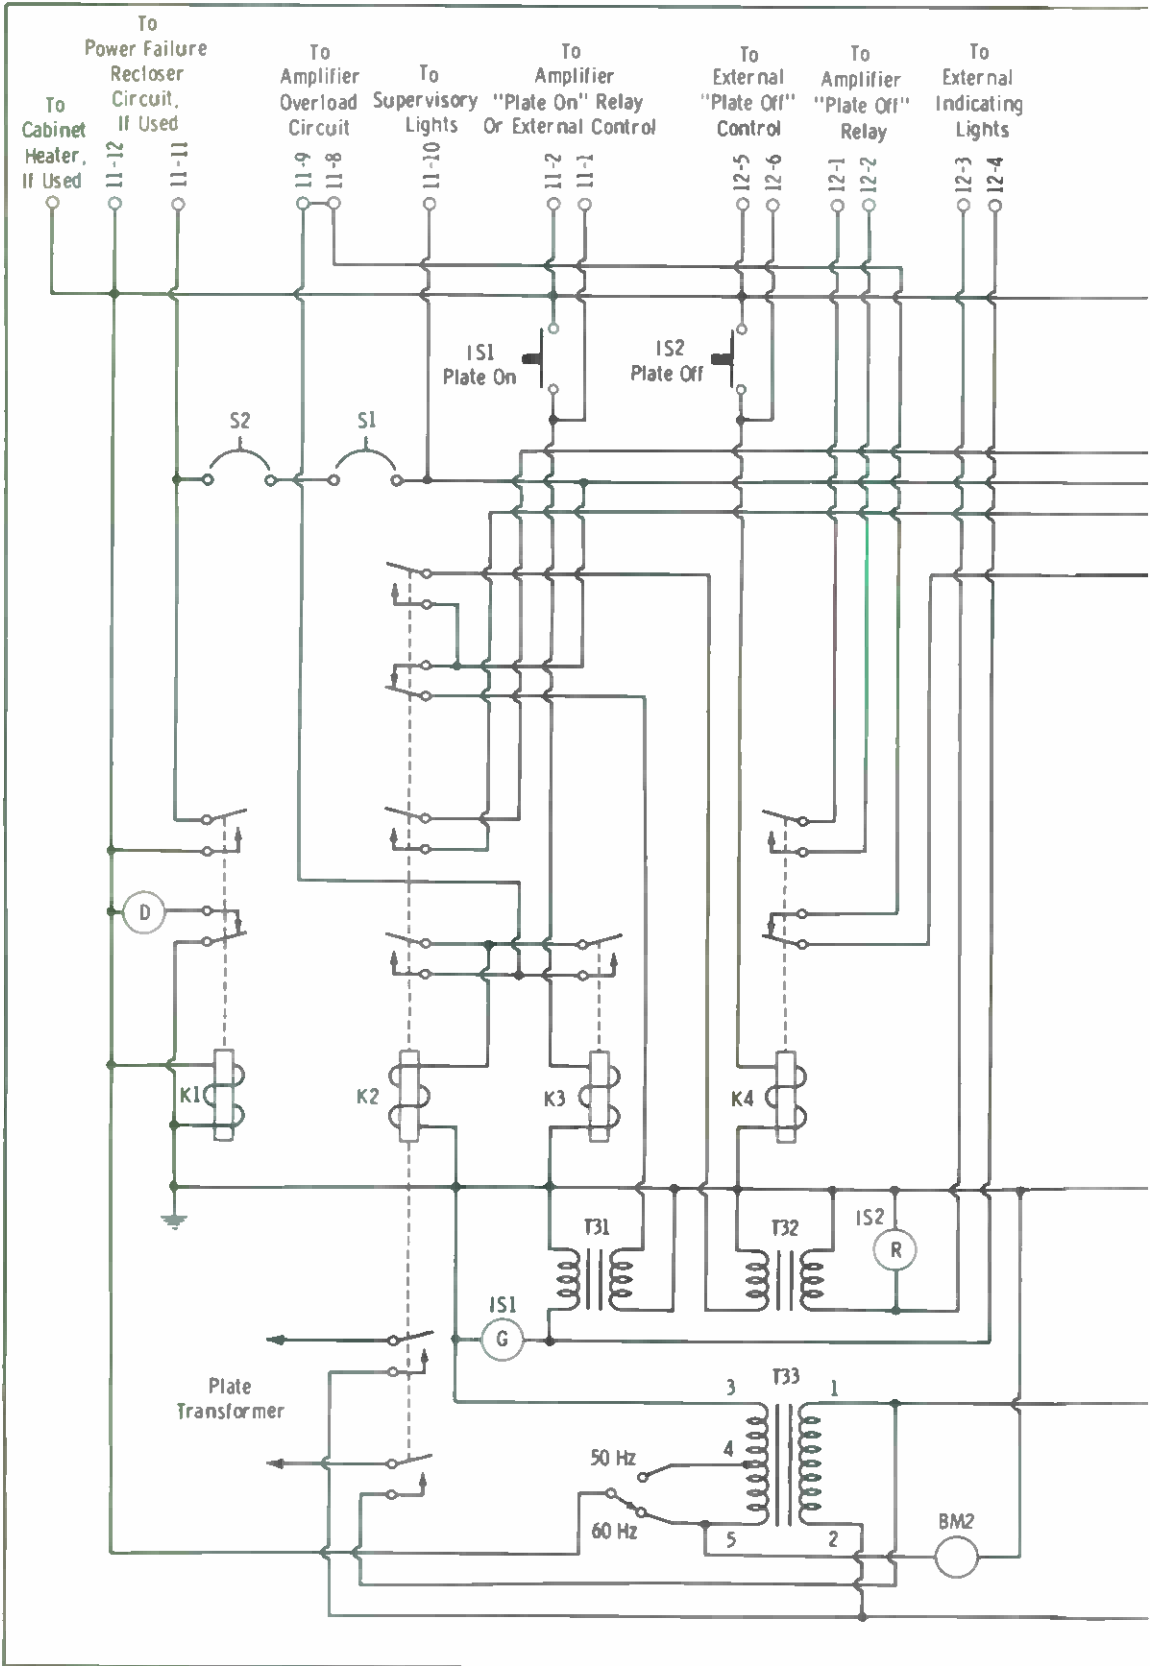 To
Cabinet
Heater,
If Used
To
Power Failure
Recloser
Circuit,
If Used
To
Amplifier
Overload
Circuit
To
Supervisory
Lights
To
Amplifier
"Plate On" Relay
Or External Control
To
External
"Plate Off"
Control
To
Amplifier
"Plate Off"
Relay
To
External
Indicating
Lights
11-12
11-11
11-9
11-8
11-10
11-2
11-1
12-5
12-6
12-1
12-2
12-3
12-4
IS1
Plate On
IS2
Plate Off
S2
S1
D
K1
K2
K3
K4
T31
T32
IS2
R
IS1
G
Plate
Transformer
3
T33
1
4
50 Hz
60 Hz
5
2
BM2